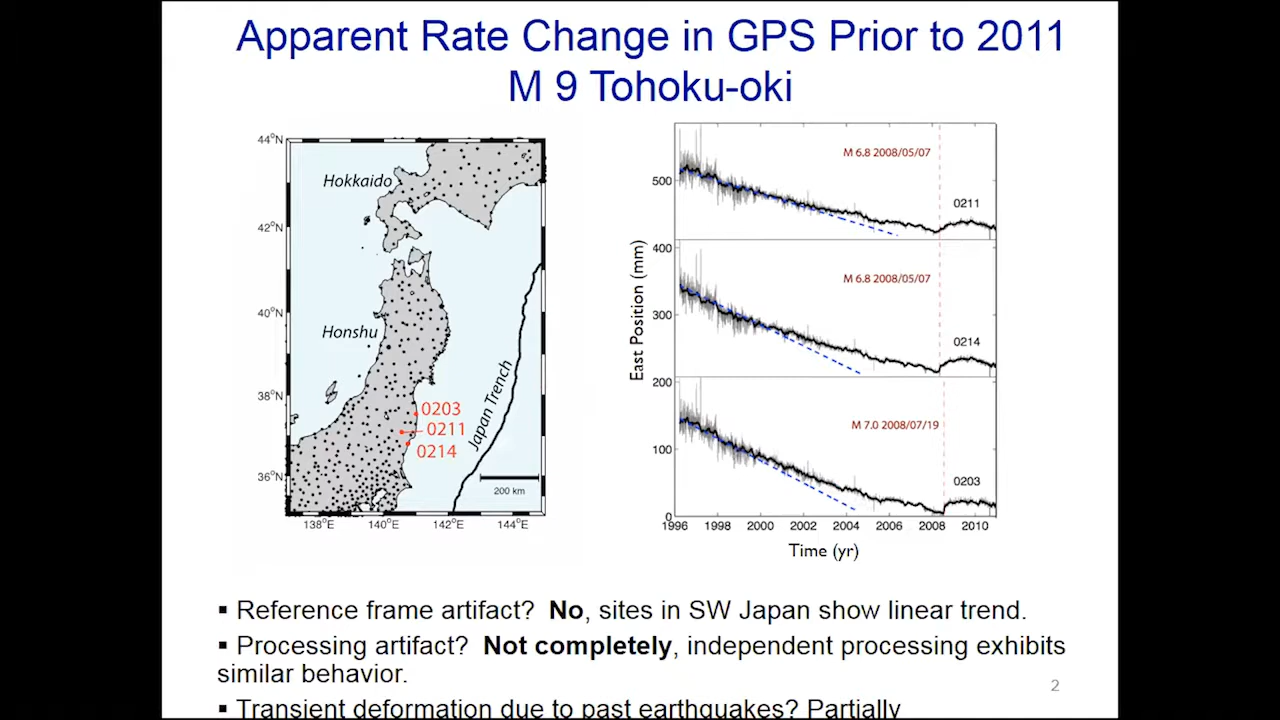 Apparent Rate Change in GPS Prior to 2011
M 9 Tohoku-oki
44°N
42°N
40°N
38°N
36°N
138°E
140°E
142°E
144°E
Hokkaido
Honshu
Japan Trench
0203
0211
0214
200 km
East Position (mm)
500
400
300
200
100
0
M 6.8 2008/05/07
0211
M 6.8 2008/05/07
0214
M 7.0 2008/07/19
0203
1996
1998
2000
2002
2004
2006
2008
2010
Time (yr)
▪ Reference frame artifact? No, sites in SW Japan show linear trend.
▪ Processing artifact? Not completely, independent processing exhibits
similar behavior.
2
▪ Transient deformation due to past earthquakes? Partially